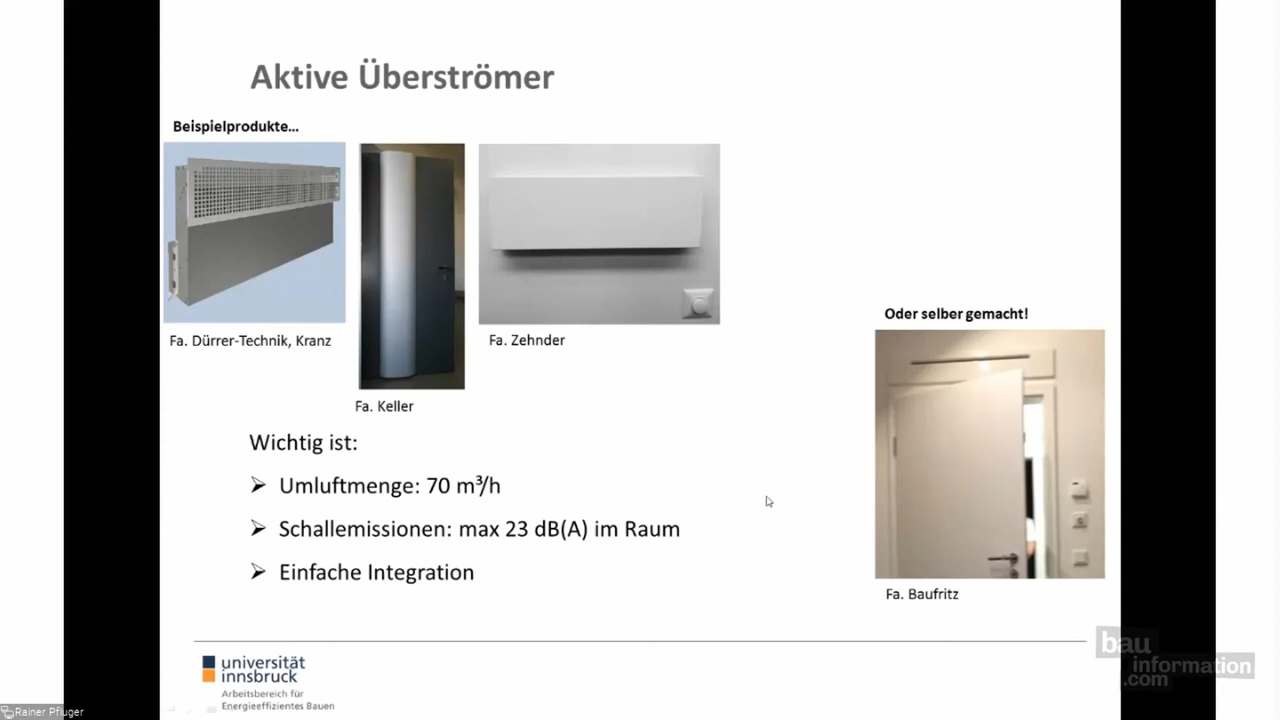 Aktive Überströmer
Beispielprodukte...
Fa. Dürrer-Technik, Kranz
Fa. Keller
Fa. Zehnder
Oder selber gemacht!
Fa. Baufritz
Wichtig ist:
Umluftmenge: 70 m³/h
Schallemissionen: max 23 dB(A) im Raum
Einfache Integration
universität
innsbruck
Arbeitsbereich für
Energieeffizientes Bauen
bau
information
.com
Rainer Pfluger